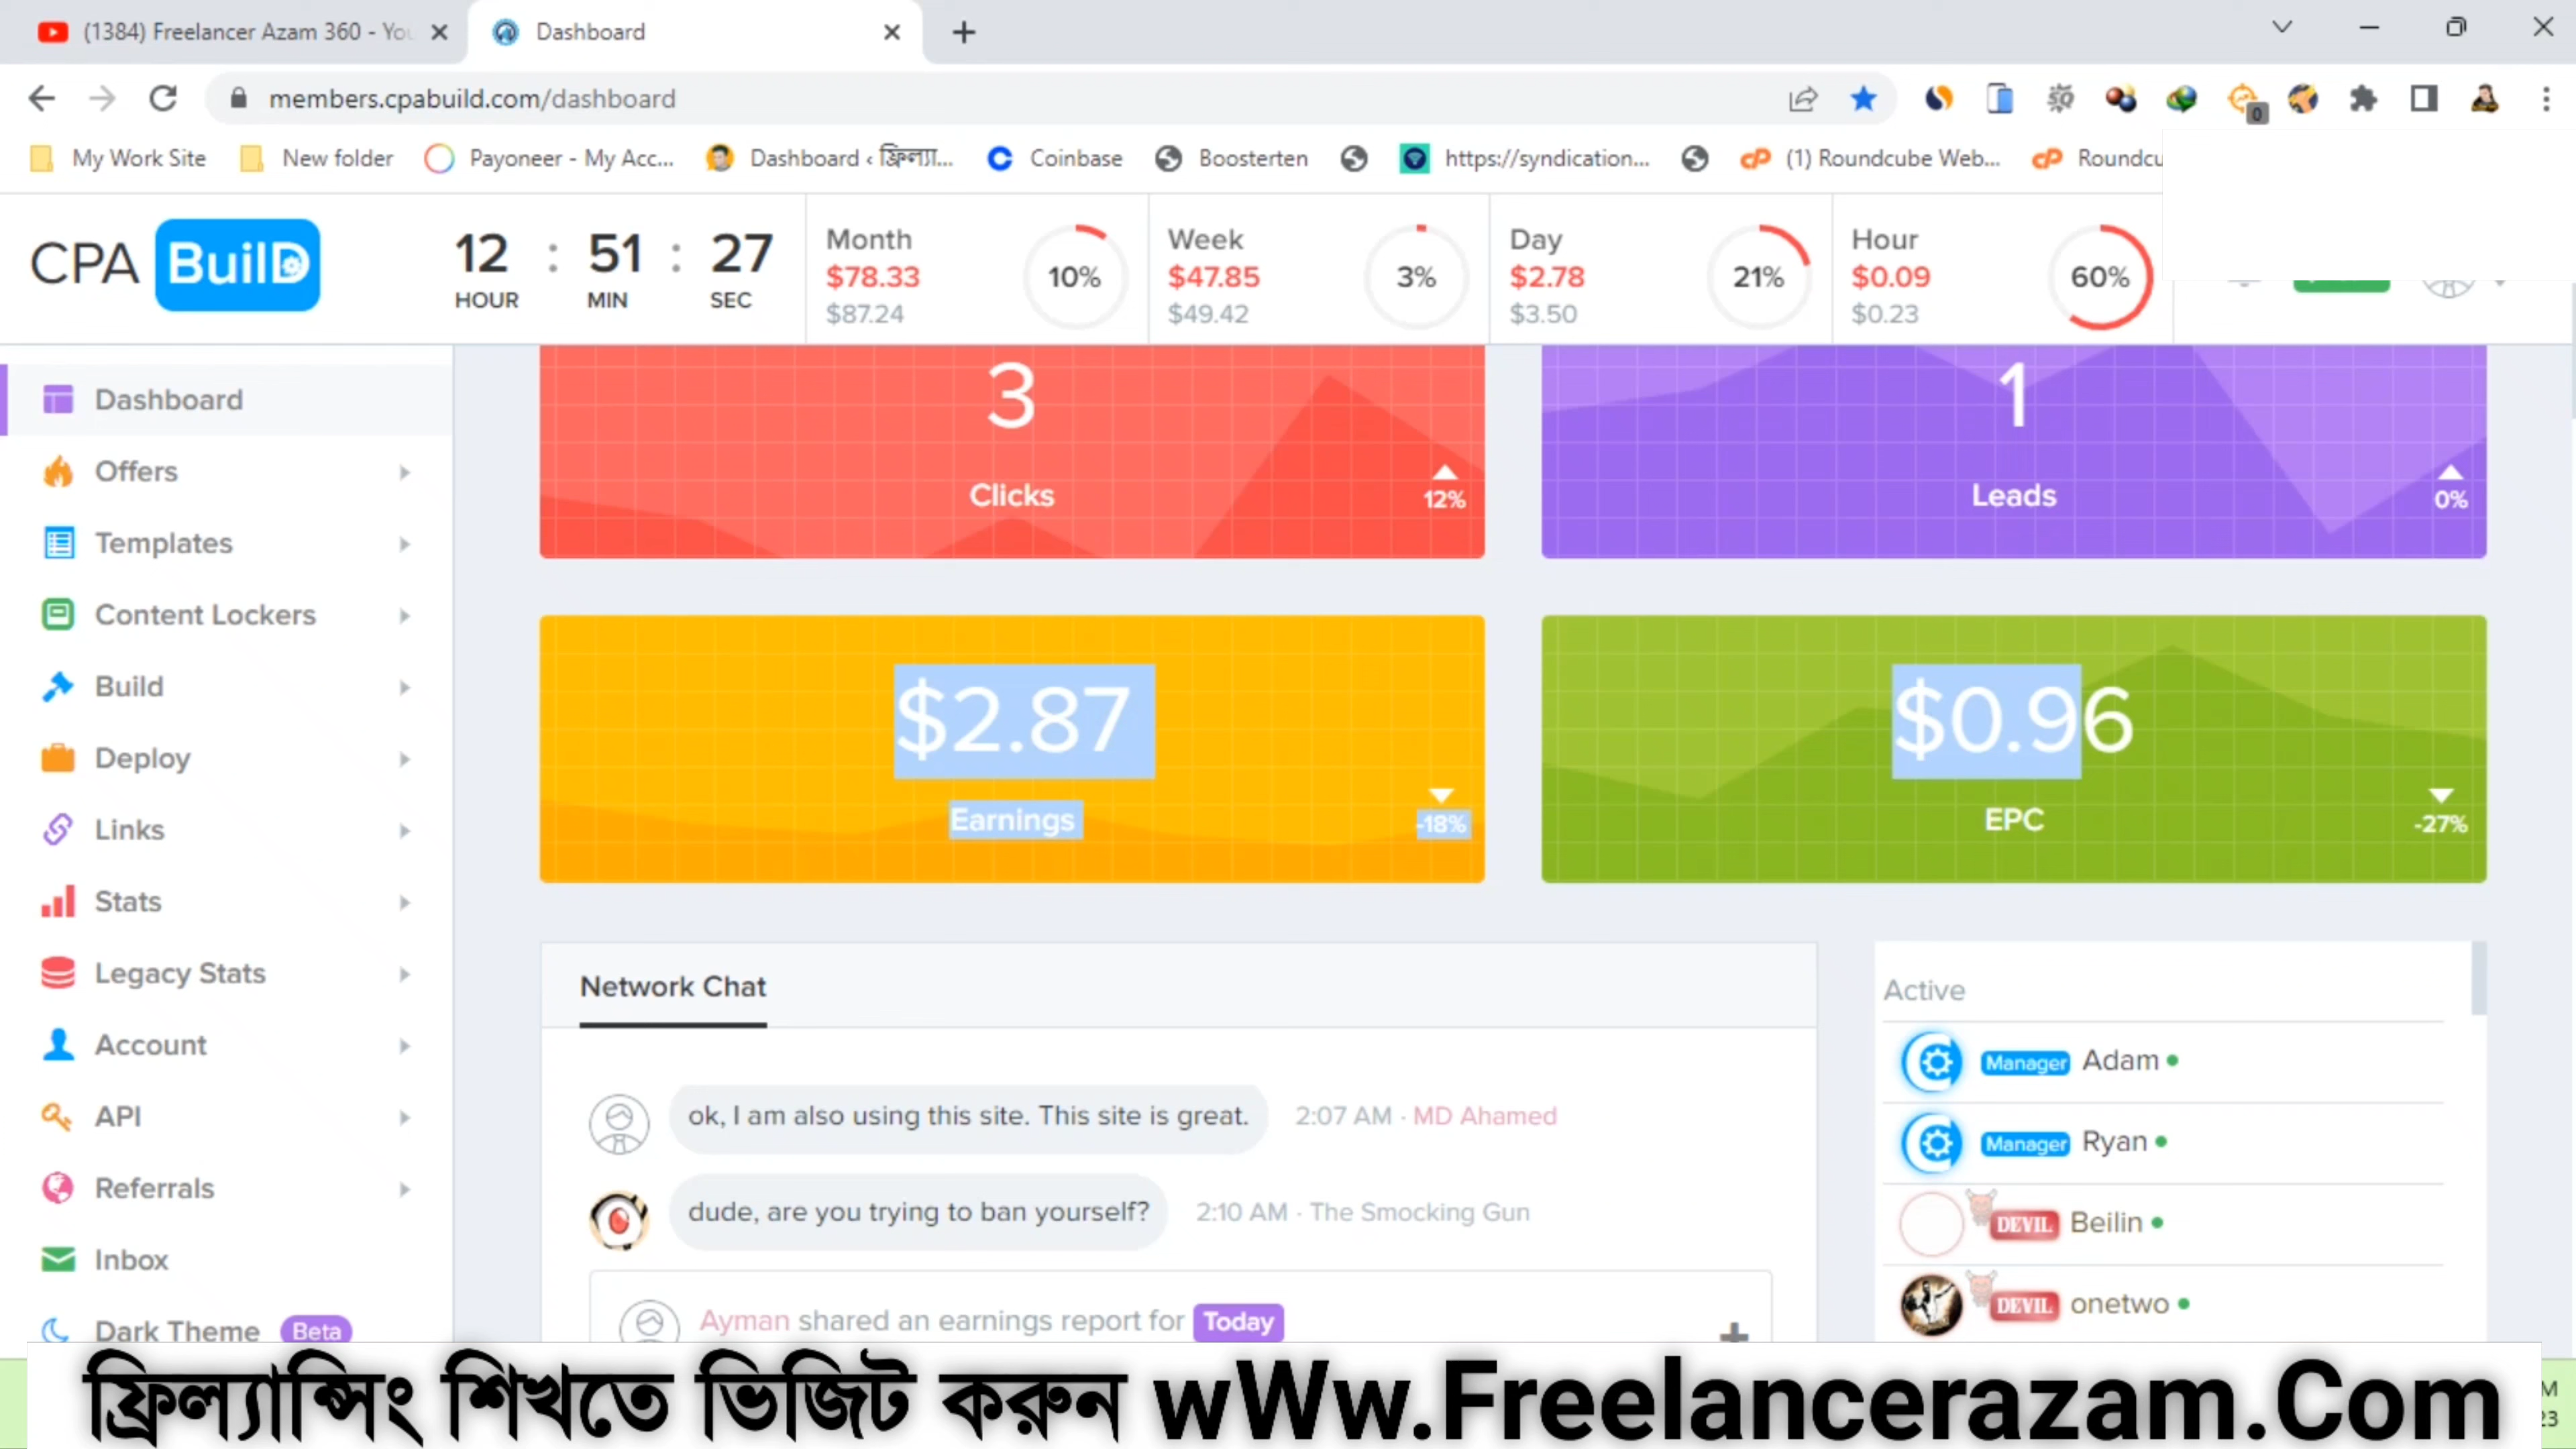 (1384) Freelancer Azam 360 - You
Dashboard
members.cpabuild.com/dashboard
0
My Work Site
New folder
Payoneer - My Acc...
Dashboard ‹ ফ্রিল্যা...
Coinbase
Boosterten
https://syndication...
(1) Roundcube Web...
Roundcu
CPA BuilD
12 : 51 : 27
HOUR MIN SEC
Month
$78.33
$87.24
10%
Week
$47.85
$49.42
3%
Day
$2.78
$3.50
21%
Hour
$0.09
$0.23
60%
Dashboard
Offers
Templates
Content Lockers
Build
Deploy
Links
Stats
Legacy Stats
Account
API
Referrals
Inbox
Dark Theme Beta
3
Clicks
12%
1
Leads
0%
$2.87
Earnings
-18%
$0.96
EPC
-27%
Network Chat
ok, I am also using this site. This site is great. 2:07 AM · MD Ahamed
dude, are you trying to ban yourself? 2:10 AM · The Smocking Gun
Ayman shared an earnings report for Today
Active
Manager Adam
Manager Ryan
DEVIL Beilin
DEVIL onetwo
ফ্রিল্যান্সিং শিখতে ভিজিট করুন wWw.Freelancerazam.Com
M
23